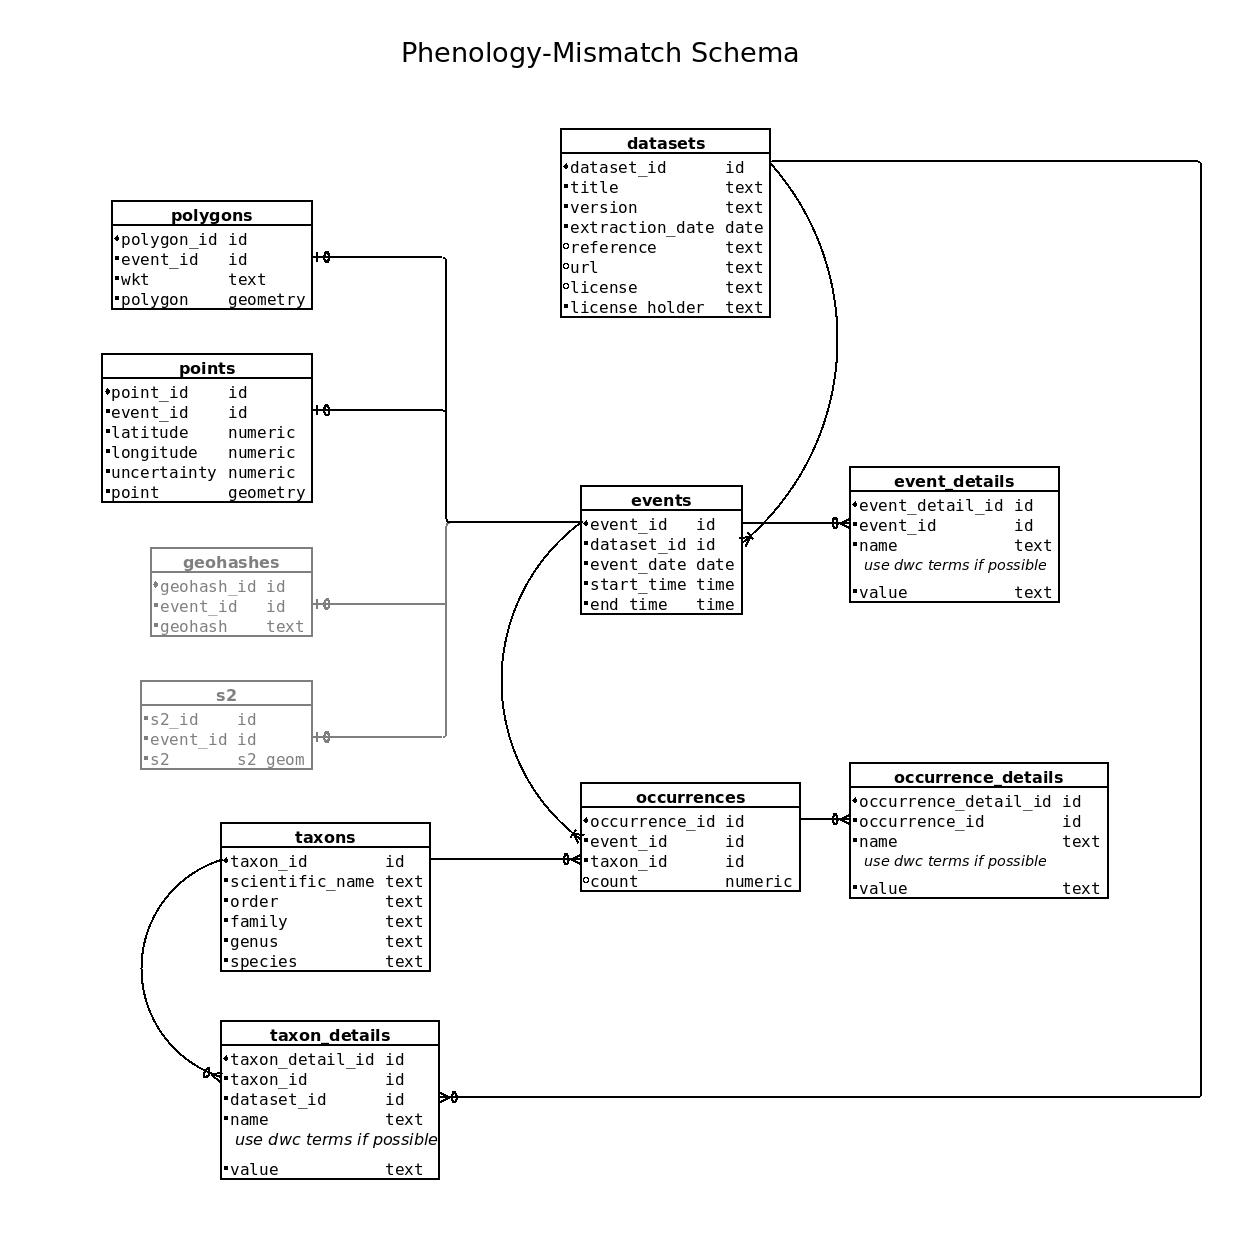 Phenology-Mismatch Schema
datasets
dataset_id id
title text
version text
extraction_date date
reference text
url text
license text
license holder text
polygons
polygon_id id
event_id id
wkt text
polygon geometry
points
point_id id
event_id id
latitude numeric
longitude numeric
uncertainty numeric
point geometry
geohashes
geohash_id id
event_id id
geohash text
s2
s2_id id
event_id id
s2 s2 geom
events
event_id id
dataset_id id
event_date date
start_time time
end time time
event_details
event_detail_id id
event_id id
name text
use dwc terms if possible
value text
occurrences
occurrence_id id
event_id id
taxon_id id
count numeric
occurrence_details
occurrence_detail_id id
occurrence_id id
name text
use dwc terms if possible
value text
taxons
taxon_id id
scientific_name text
order text
family text
genus text
species text
taxon_details
taxon_detail_id id
taxon_id id
dataset_id id
name text
use dwc terms if possible
value text